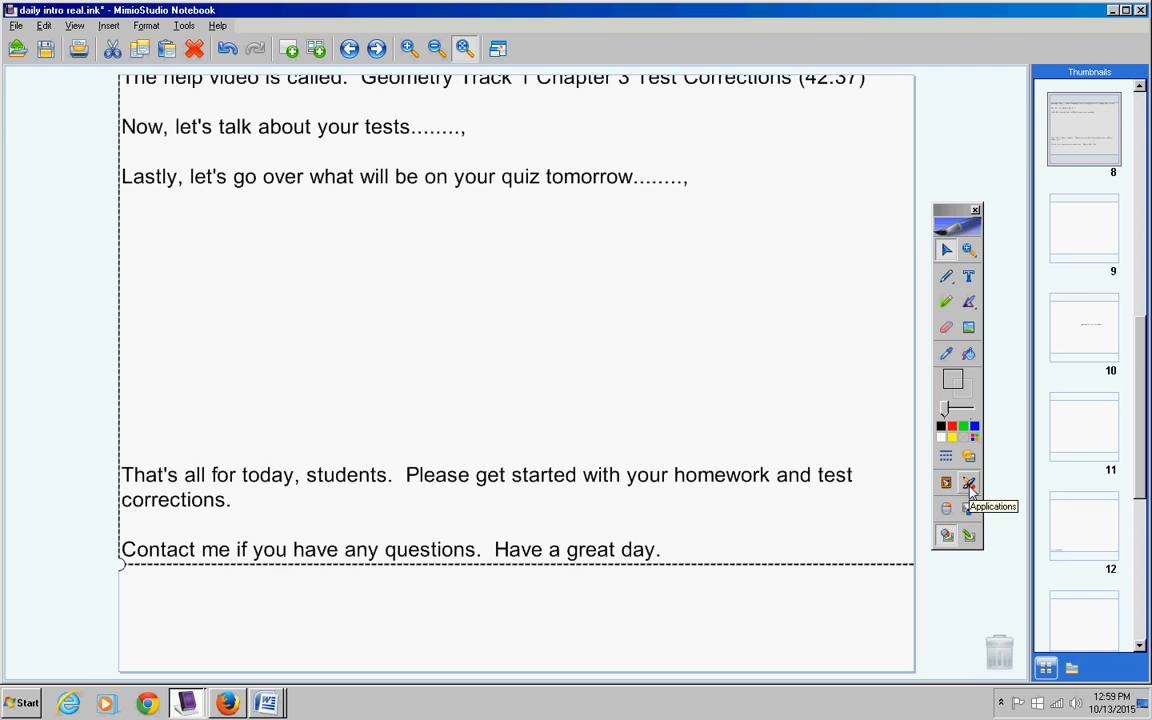 daily intro real.ink* - MimioStudio Notebook
File Edit View Insert Format Tools Help
Thumbnails
The help video is called: Geometry Track 1 Chapter 3 Test Corrections (42:37)
Now, let's talk about your tests........,
Lastly, let's go over what will be on your quiz tomorrow........,
That's all for today, students.  Please get started with your homework and test
corrections.
Contact me if you have any questions.  Have a great day.
Applications
8
9
10
11
12
Start
12:59 PM
10/13/2015